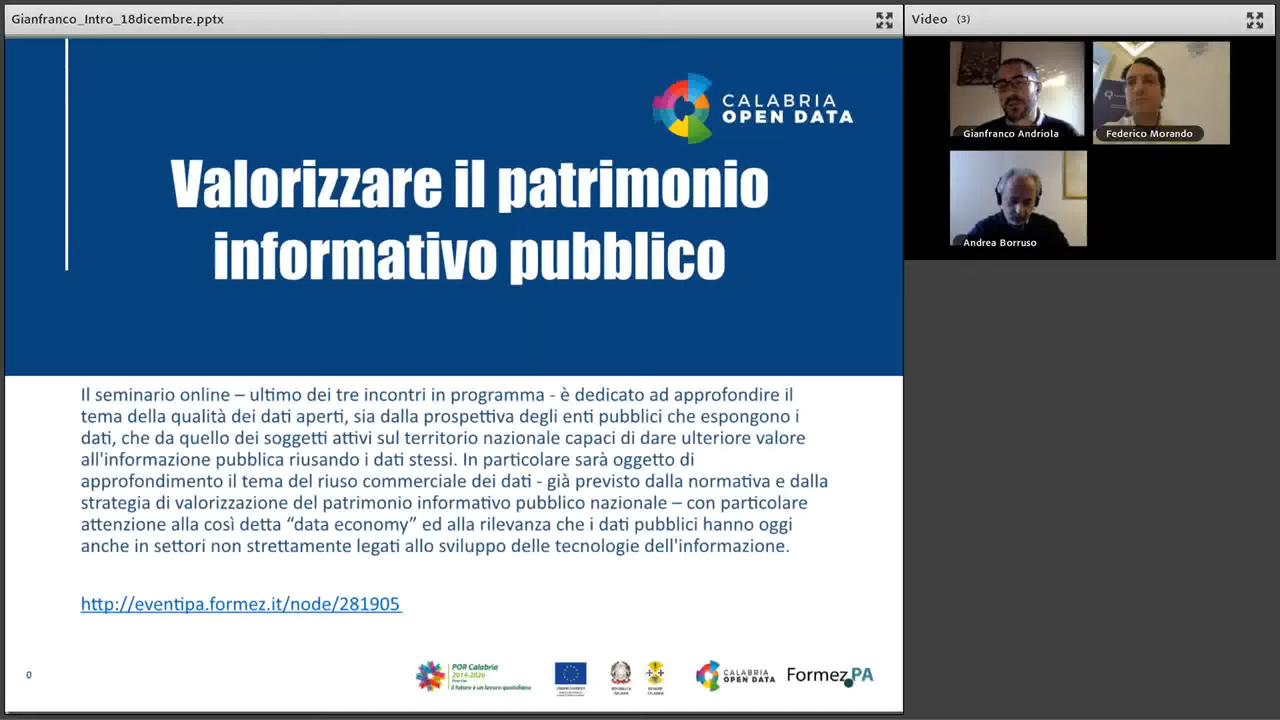 Gianfranco_Intro_18dicembre.pptx
Video (3)
CALABRIA
OPEN DATA
Valorizzare il patrimonio
informativo pubblico
Gianfranco Andriola
Federico Morando
Andrea Borruso
Il seminario online – ultimo dei tre incontri in programma - è dedicato ad approfondire il
tema della qualità dei dati aperti, sia dalla prospettiva degli enti pubblici che espongono i
dati, che da quello dei soggetti attivi sul territorio nazionale capaci di dare ulteriore valore
all'informazione pubblica riusando i dati stessi. In particolare sarà oggetto di
approfondimento il tema del riuso commerciale dei dati - già previsto dalla normativa e dalla
strategia di valorizzazione del patrimonio informativo pubblico nazionale – con particolare
attenzione alla così detta “data economy” ed alla rilevanza che i dati pubblici hanno oggi
anche in settori non strettamente legati allo sviluppo delle tecnologie dell'informazione.
http://eventipa.formez.it/node/281905
0
POR Calabria
2014-2020
il futuro è un lavoro quotidiano
CALABRIA
OPEN DATA
FormezPA